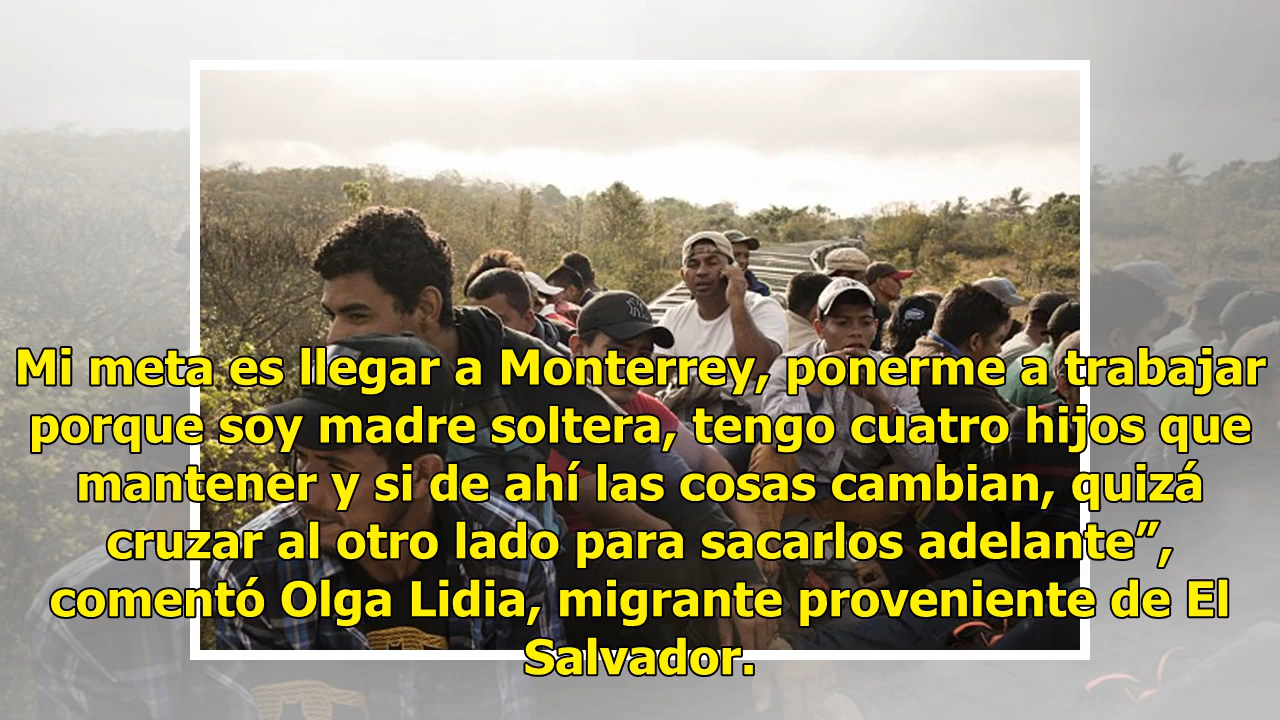 Mi meta es llegar a Monterrey, ponerme a trabajar
porque soy madre soltera, tengo cuatro hijos que
mantener y si de ahí las cosas cambian, quizá
cruzar al otro lado para sacarlos adelante”,
comentó Olga Lidia, migrante proveniente de El
Salvador.